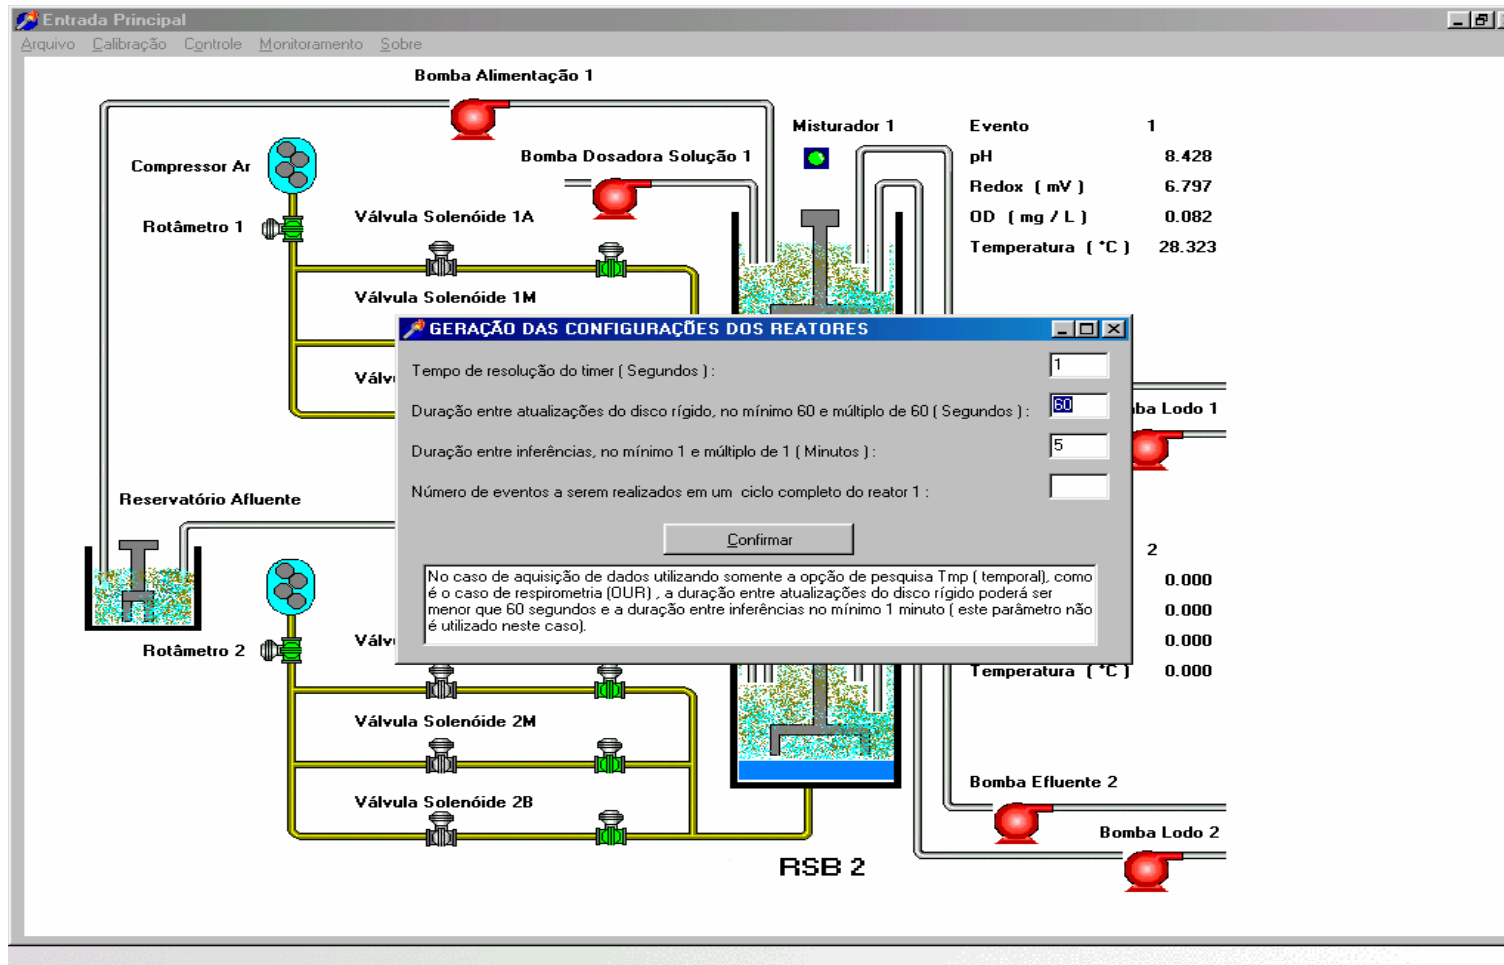 Entrada Principal
Arquivo Calibração Controle Monitoramento Sobre
Bomba Alimentação 1
Misturador 1
Evento 1
Compressor Ar
Bomba Dosadora Solução 1
pH 8.428
Redox ( mV ) 6.797
Rotâmetro 1
Válvula Solenóide 1A
OD ( mg / L ) 0.082
Temperatura ( °C ) 28.323
Válvula Solenóide 1M
GERAÇÃO DAS CONFIGURAÇÕES DOS REATORES
Tempo de resolução do timer ( Segundos ) : 1
Duração entre atualizações do disco rígido, no mínimo 60 e múltiplo de 60 ( Segundos ) : 60
Lodo 1
Duração entre inferências, no mínimo 1 e múltiplo de 1 ( Minutos ) : 5
Número de eventos a serem realizados em um ciclo completo do reator 1 :
Reservatório Afluente
Confirmar
2
No caso de aquisição de dados utilizando somente a opção de pesquisa Tmp ( temporal), como
é o caso de respirometria (OUR) , a duração entre atualizações do disco rígido poderá ser
menor que 60 segundos e a duração entre inferências no mínimo 1 minuto ( este parâmetro não
é utilizado neste caso).
0.000
0.000
0.000
Rotâmetro 2
Temperatura ( °C ) 0.000
Válvula Solenóide 2M
Bomba Efluente 2
Válvula Solenóide 2B
Bomba Lodo 2
RSB 2